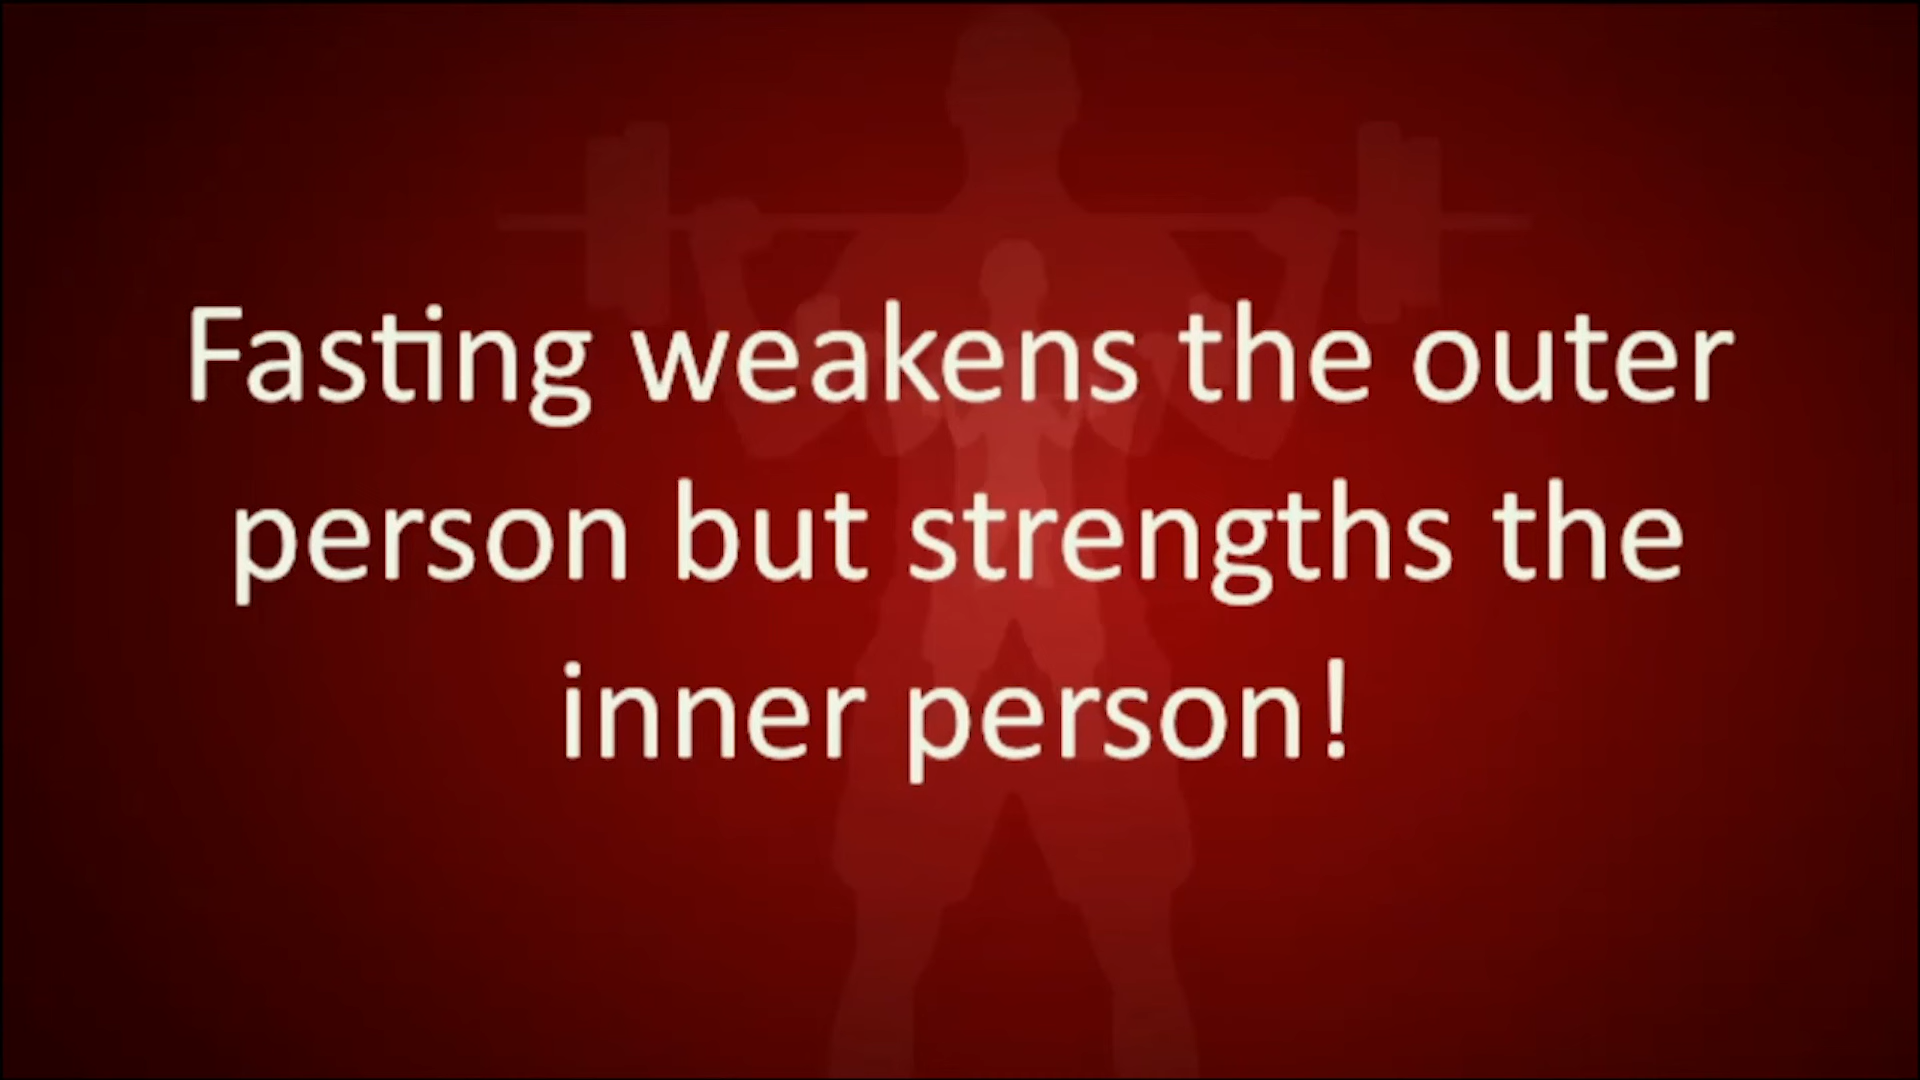 Fasting weakens the outer
person but strengths the
inner person!